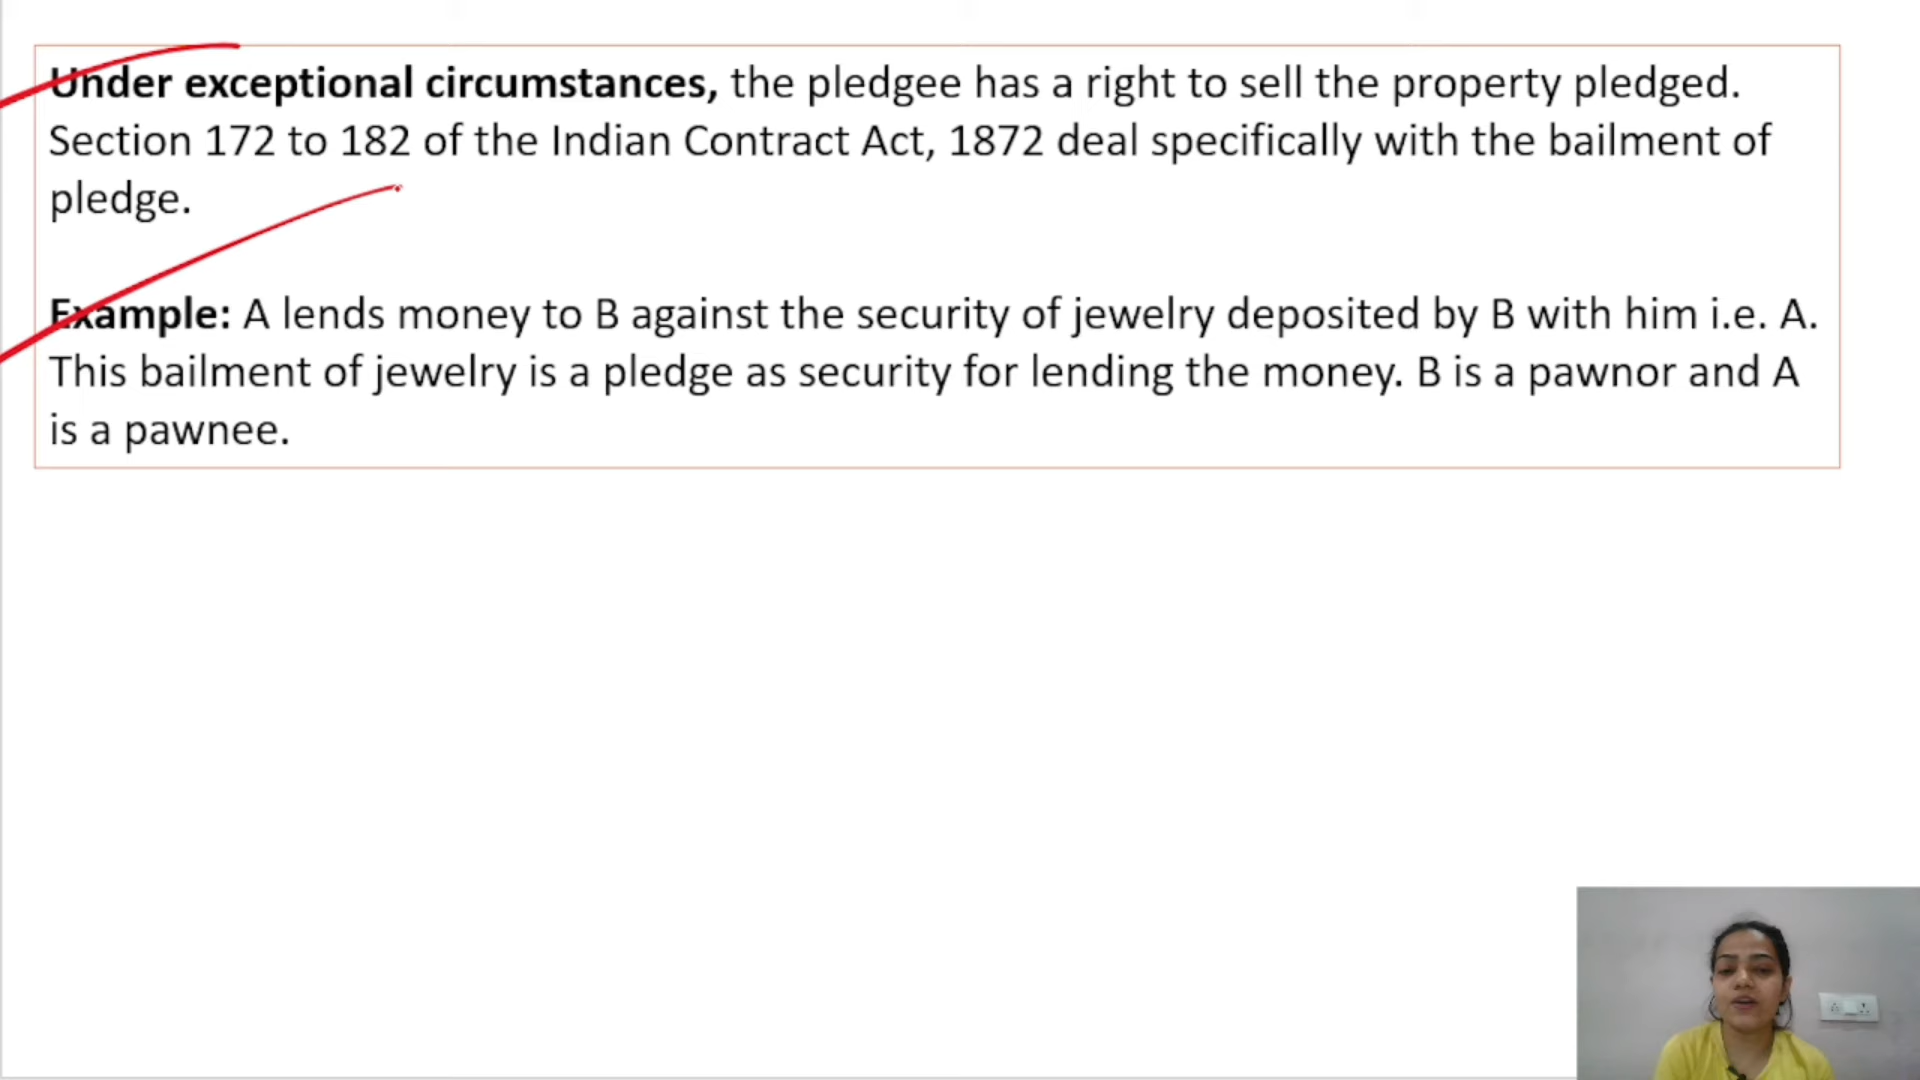 Under exceptional circumstances, the pledgee has a right to sell the property pledged.
Section 172 to 182 of the Indian Contract Act, 1872 deal specifically with the bailment of
pledge.
Example: A lends money to B against the security of jewelry deposited by B with him i.e. A.
This bailment of jewelry is a pledge as security for lending the money. B is a pawnor and A
is a pawnee.